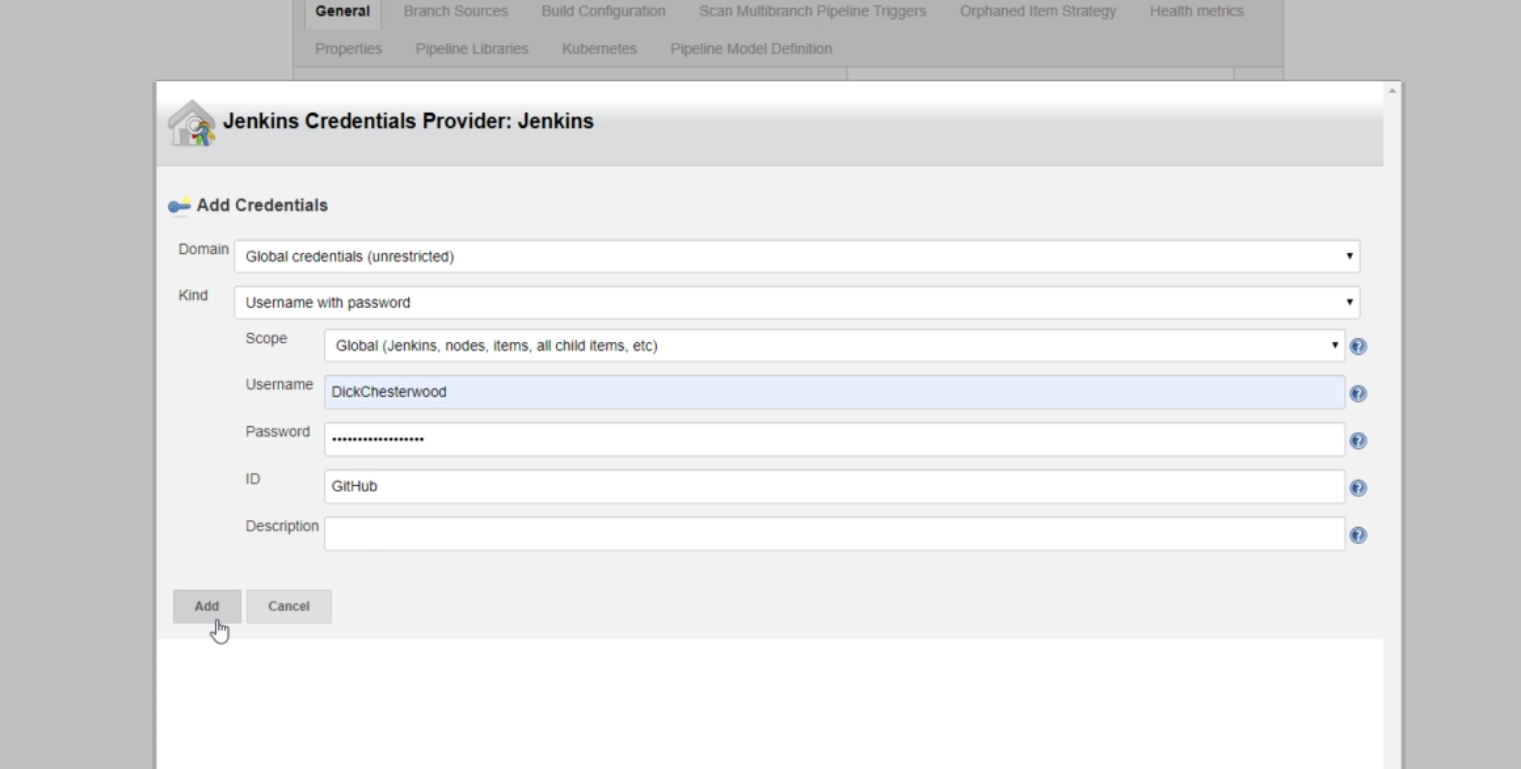 General Branch Sources Build Configuration Scan Multibranch Pipeline Triggers Orphaned Item Strategy Health metrics
Properties Pipeline Libraries Kubernetes Pipeline Model Definition
Jenkins Credentials Provider: Jenkins
Add Credentials
Domain Global credentials (unrestricted)
Kind Username with password
Scope Global (Jenkins, nodes, items, all child items, etc)
Username DickChesterwood
Password ••••••••••••••••••
ID GitHub
Description
Add Cancel